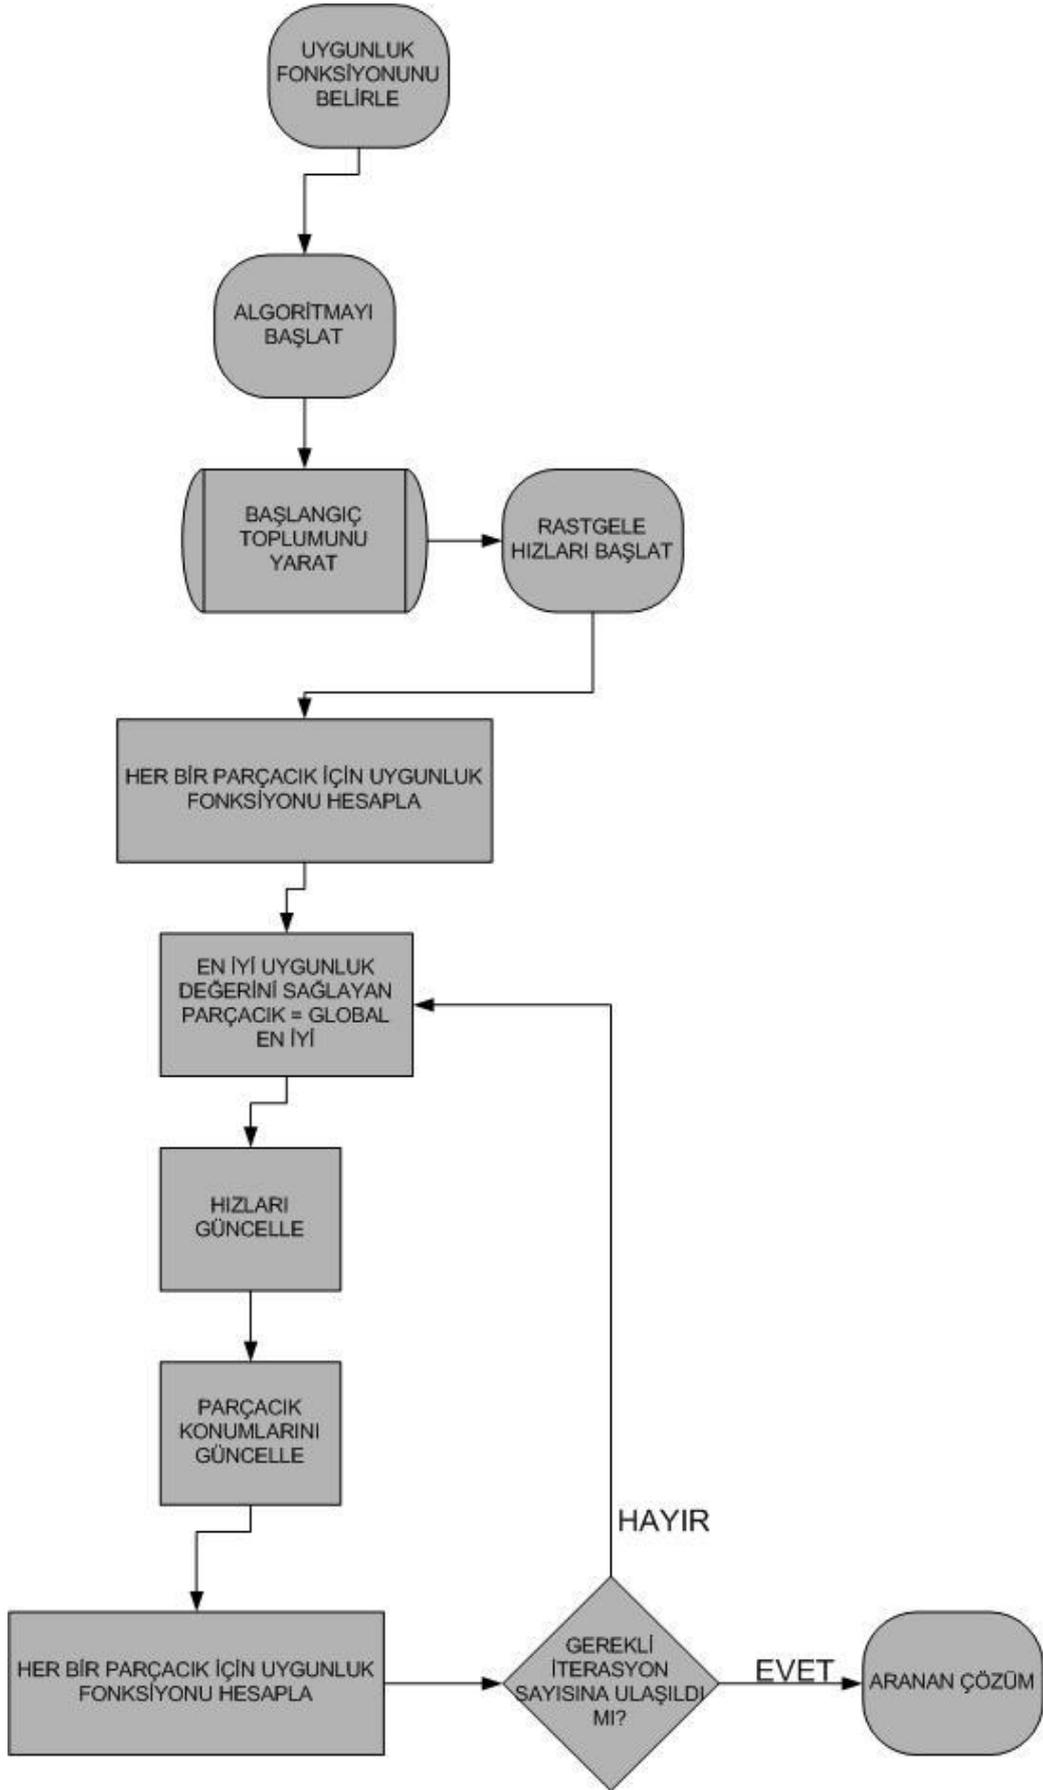 UYGUNLUK
FONKSİYONUNU
BELİRLE
ALGORİTMAYI
BAŞLAT
BAŞLANGIÇ
TOPLUMUNU
YARAT
RASTGELE
HIZLARI BAŞLAT
HER BİR PARÇACIK İÇİN UYGUNLUK
FONKSİYONU HESAPLA
EN İYİ UYGUNLUK
DEĞERİNİ SAĞLAYAN
PARÇACIK = GLOBAL
EN İYİ
HIZLARI
GÜNCELLE
PARÇACIK
KONUMLARINI
GÜNCELLE
HER BİR PARÇACIK İÇİN UYGUNLUK
FONKSİYONU HESAPLA
HAYIR
GEREKLİ
İTERASYON
SAYISINA ULAŞILDI
MI?
EVET
ARANAN ÇÖZÜM